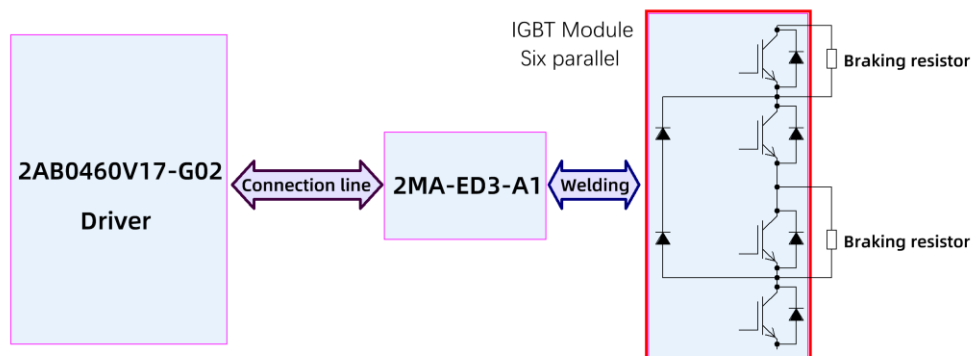 IGBT Module
Six parallel
Braking resistor
2AB0460V17-G02
Driver
Connection line
2MA-ED3-A1
Welding
Braking resistor